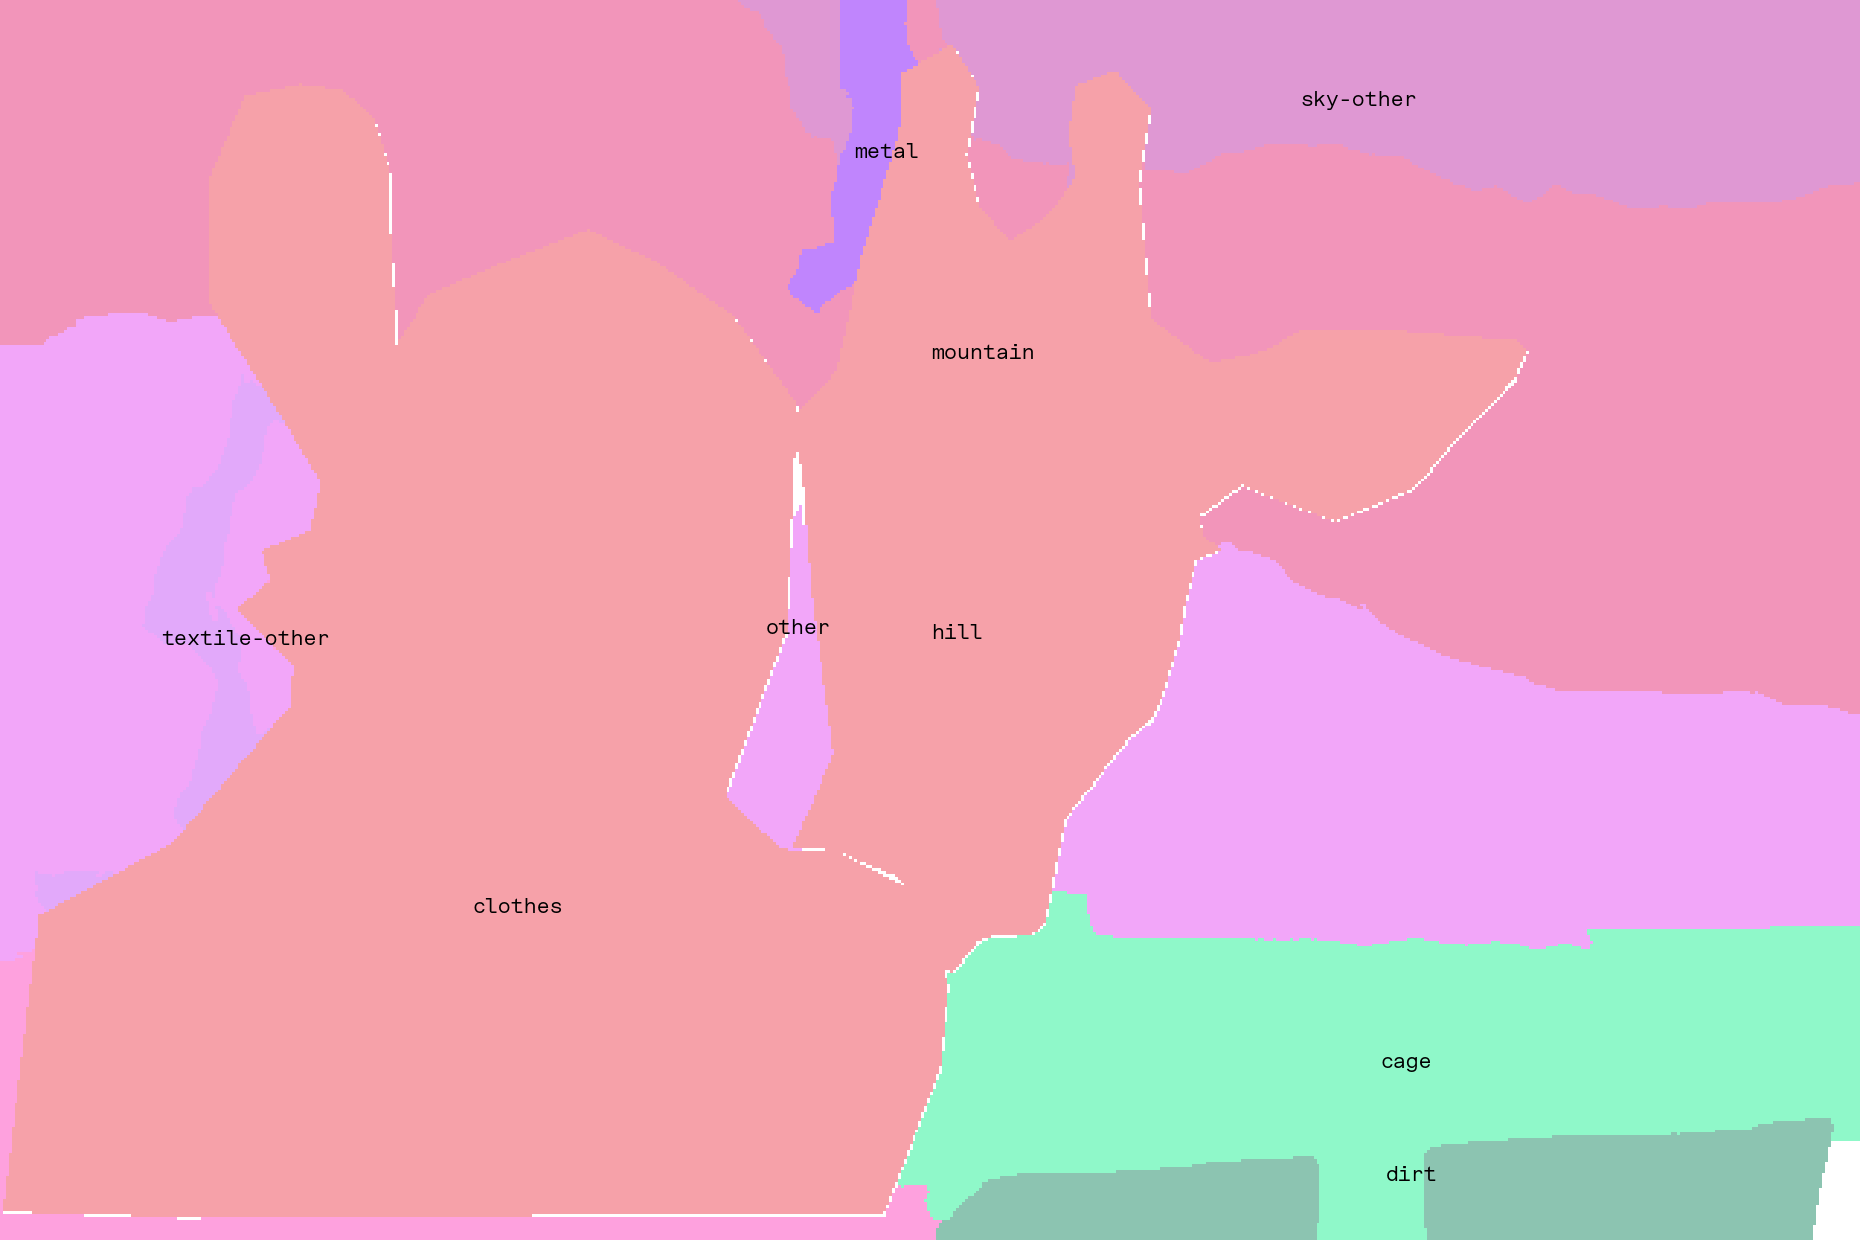 sky-other
metal
mountain
other
hill
textile-other
clothes
cage
dirt